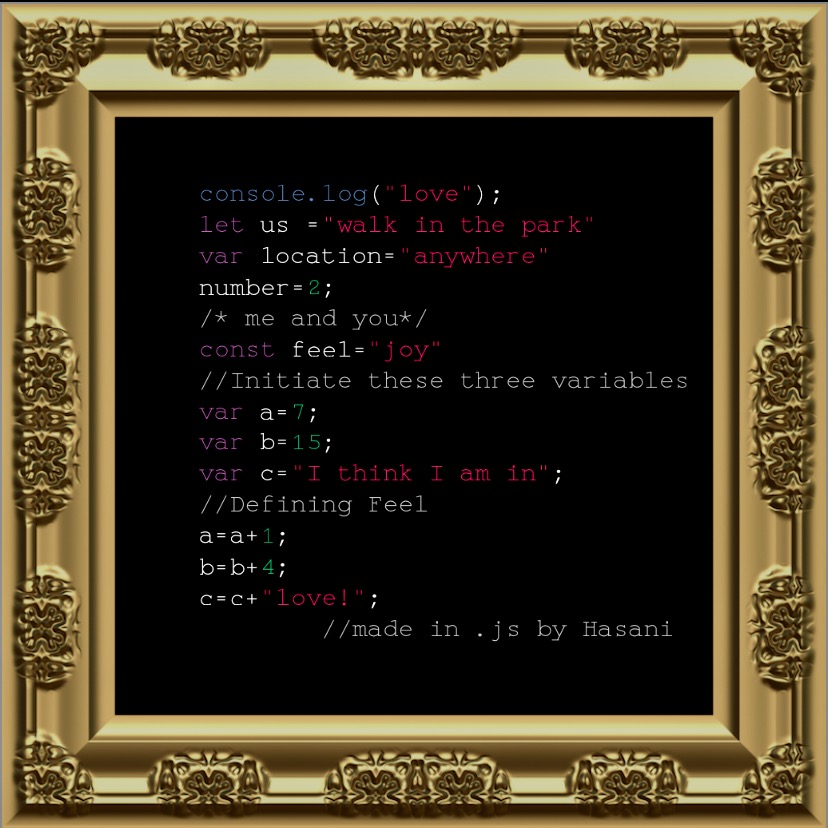 console.log("love");
let us ="walk in the park"
var location="anywhere"
number=2;
/* me and you*/
const feel="joy"
//Initiate these three variables
var a=7;
var b=15;
var c="I think I am in";
//Defining Feel
a=a+1;
b=b+4;
c=c+"love!";
//made in .js by Hasani